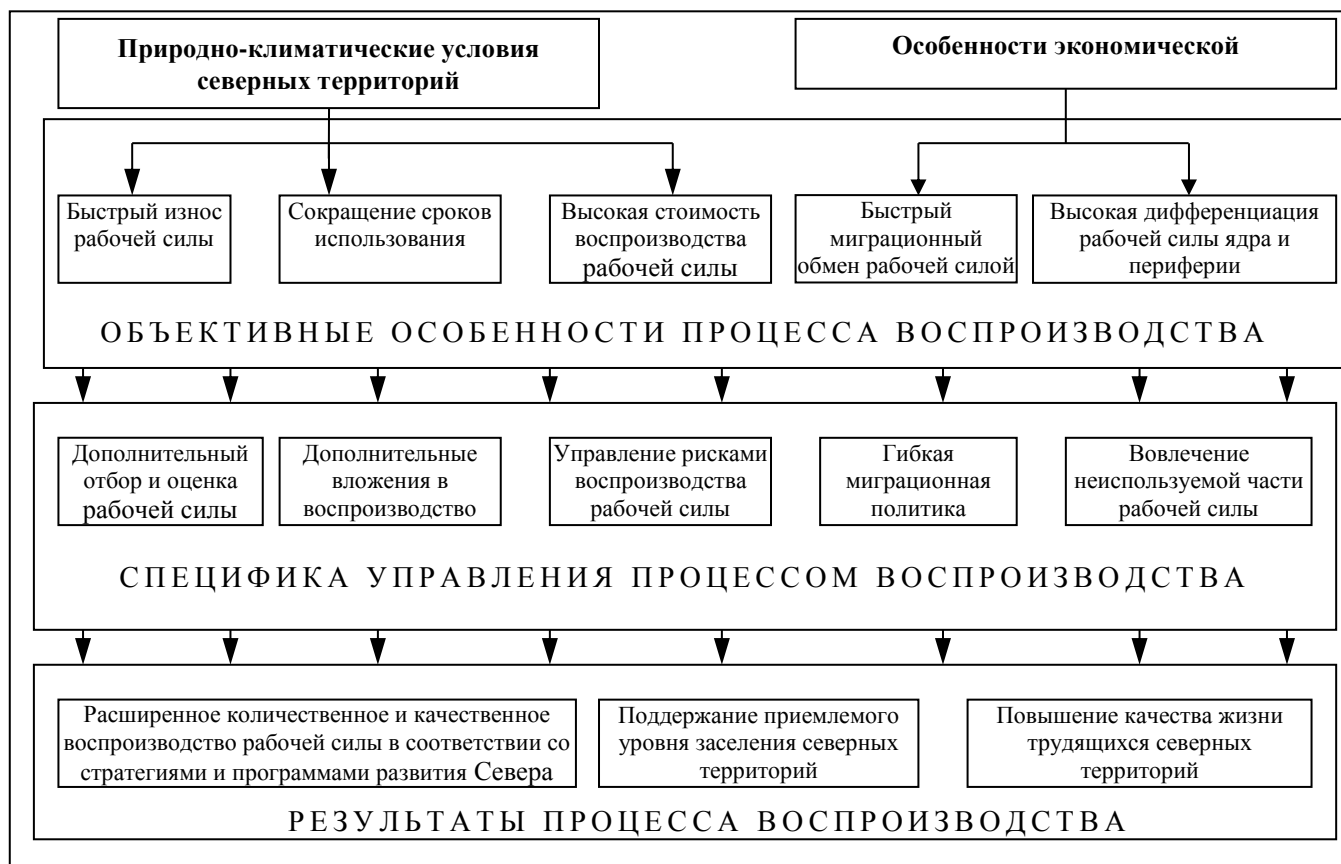 Природно-климатические условия
северных территорий
Особенности экономической
Быстрый износ
рабочей силы
Сокращение сроков
использования
Высокая стоимость
воспроизводства
рабочей силы
Быстрый
миграционный
обмен рабочей силой
Высокая дифференциация
рабочей силы ядра и
периферии
ОБЪЕКТИВНЫЕ ОСОБЕННОСТИ ПРОЦЕССА ВОСПРОИЗВОДСТВА
Дополнительный
отбор и оценка
рабочей силы
Дополнительные
вложения в
воспроизводство
Управление рисками
воспроизводства
рабочей силы
Гибкая
миграционная
политика
Вовлечение
неиспользуемой части
рабочей силы
СПЕЦИФИКА УПРАВЛЕНИЯ ПРОЦЕССОМ ВОСПРОИЗВОДСТВА
Расширенное количественное и качественное
воспроизводство рабочей силы в соответствии со
стратегиями и программами развития Севера
Поддержание приемлемого
уровня заселения северных
территорий
Повышение качества жизни
трудящихся северных
территорий
РЕЗУЛЬТАТЫ ПРОЦЕССА ВОСПРОИЗВОДСТВА